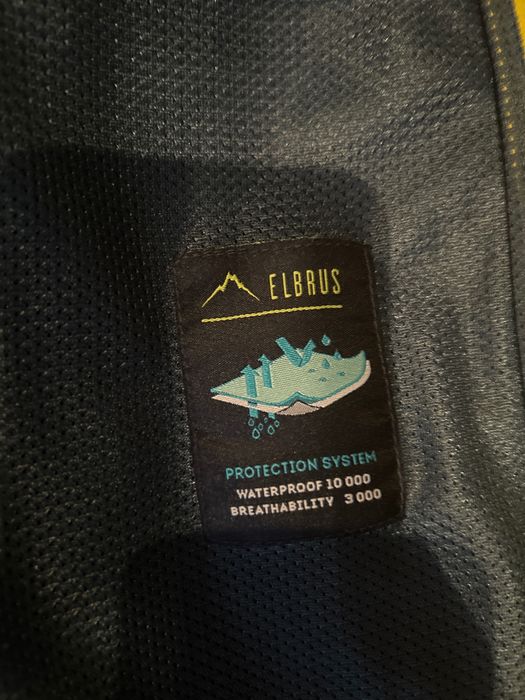 ELBRUS
PROTECTION SYSTEM
WATERPROOF 10 000
BREATHABILITY 3 000